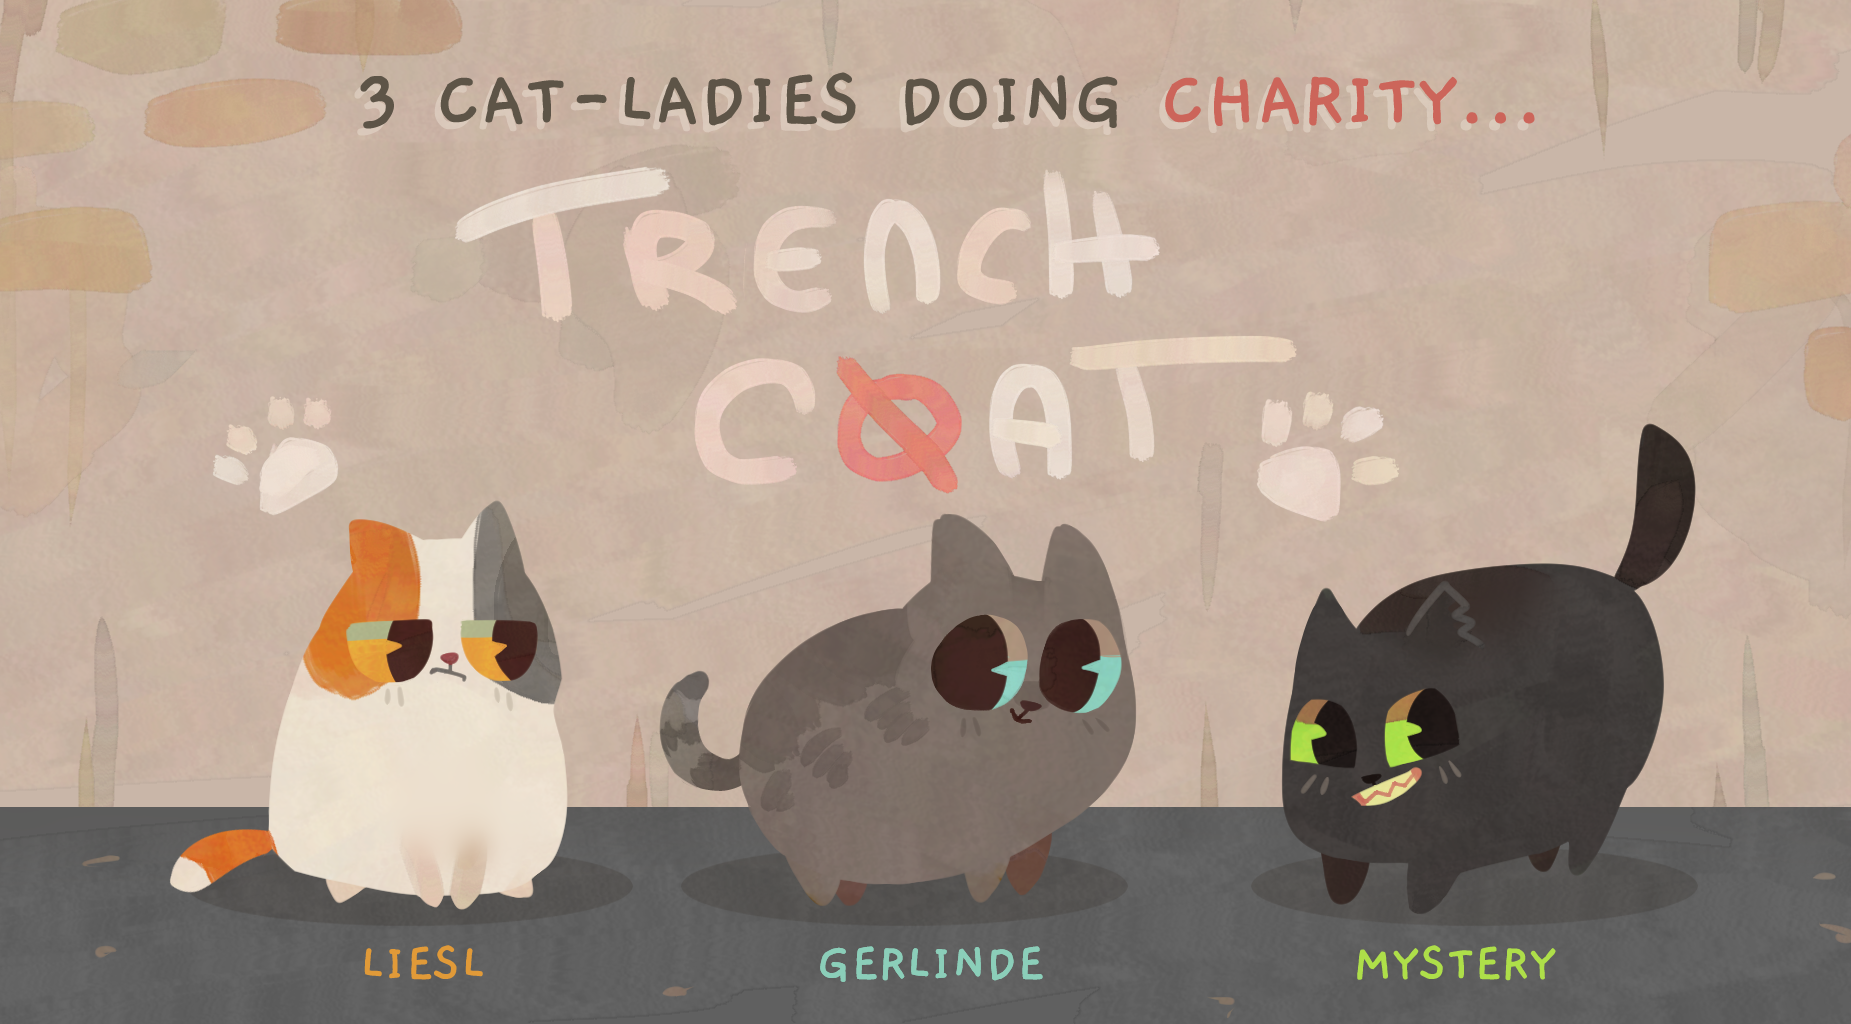 3 CAT-LADIES DOING CHARITY...
TRENCH
CØAT
LIESL
GERLINDE
MYSTERY